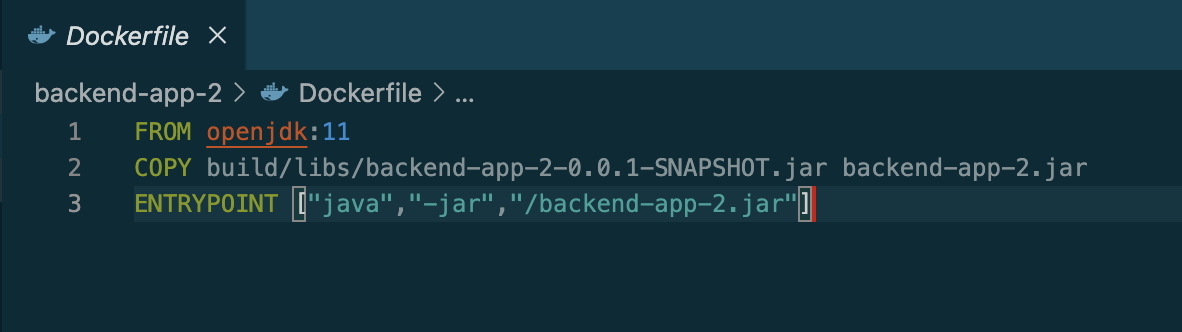 Dockerfile ×
backend-app-2 > Dockerfile > ...
1 FROM openjdk:11
2 COPY build/libs/backend-app-2-0.0.1-SNAPSHOT.jar backend-app-2.jar
3 ENTRYPOINT ["java","-jar","/backend-app-2.jar"]